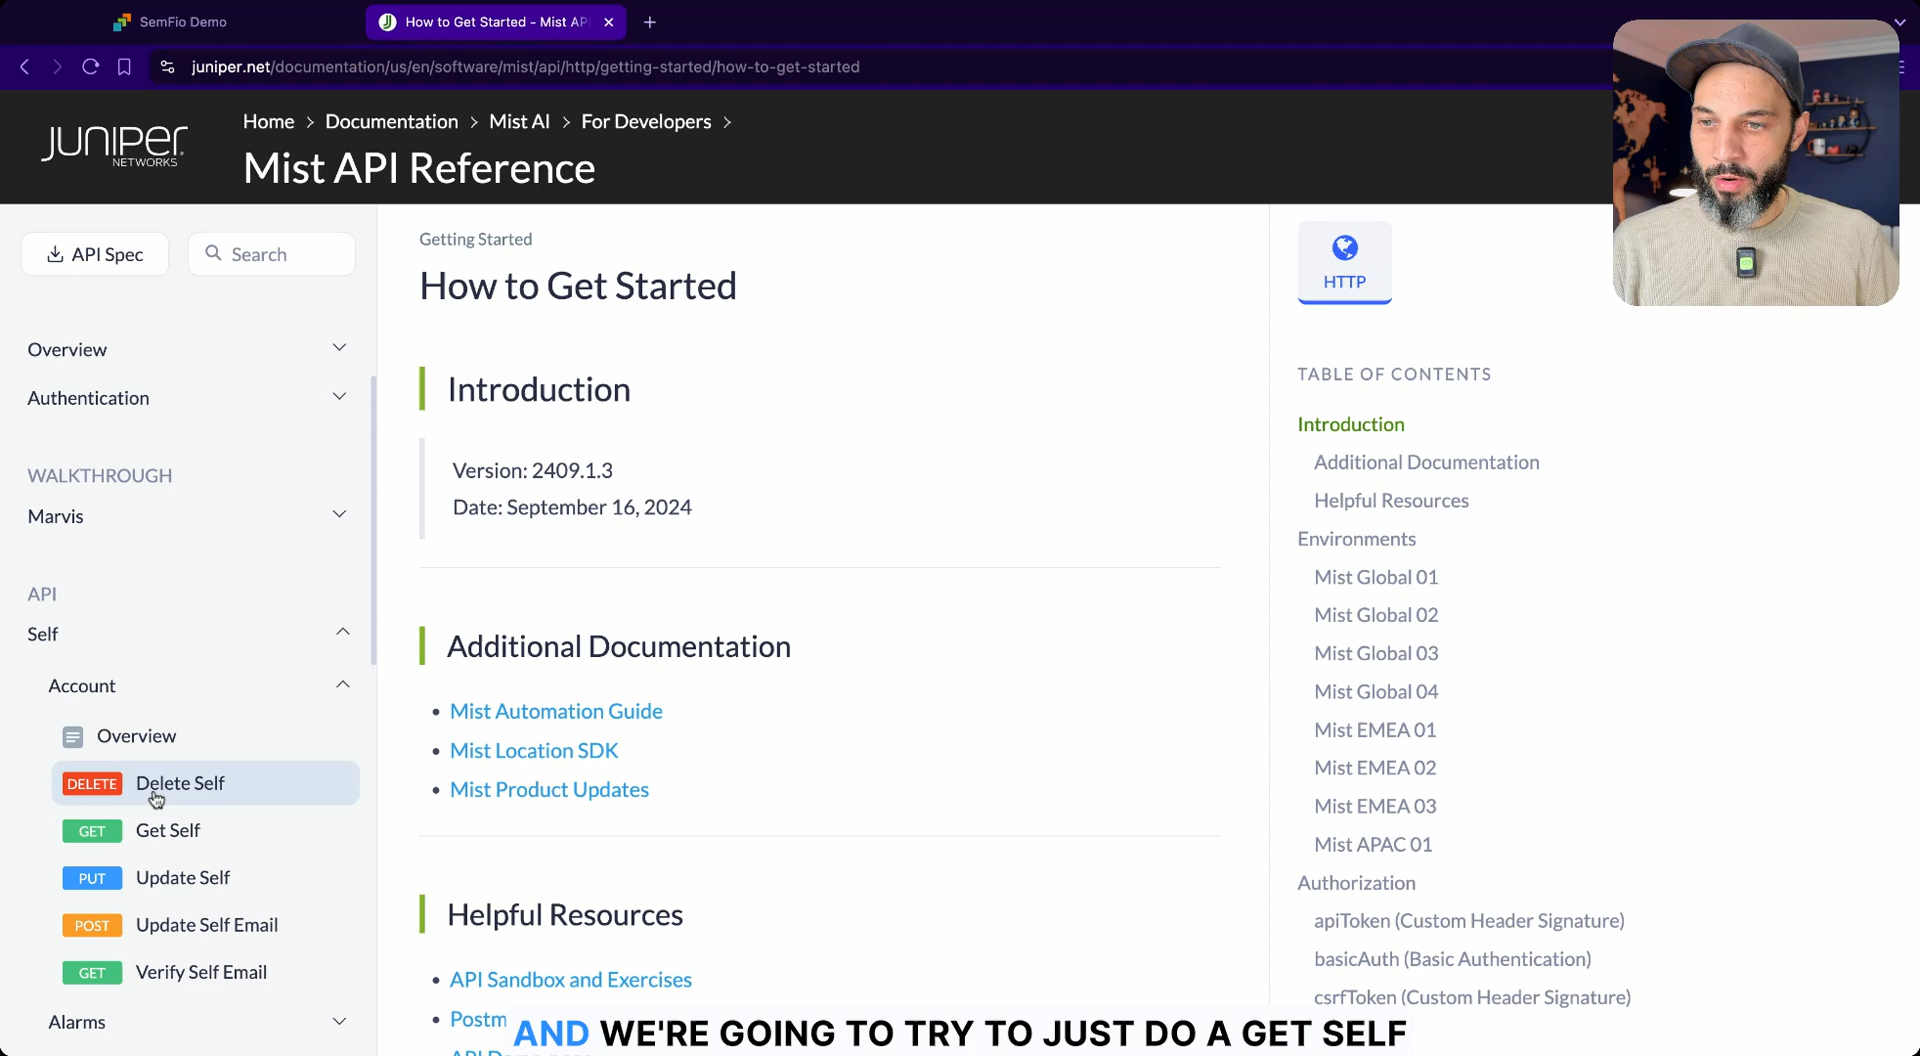 SemFio Demo
How to Get Started - Mist AP
juniper.net/documentation/us/en/software/mist/api/http/getting-started/how-to-get-started
JUNIPER
NETWORKS
Home > Documentation > Mist AI > For Developers >
Mist API Reference
API Spec
Search
Overview
Authentication
WALKTHROUGH
Marvis
API
Self
Account
Overview
DELETE Delete Self
GET Get Self
PUT Update Self
POST Update Self Email
GET Verify Self Email
Alarms
Getting Started
How to Get Started
Introduction
Version: 2409.1.3
Date: September 16, 2024
Additional Documentation
• Mist Automation Guide
• Mist Location SDK
• Mist Product Updates
Helpful Resources
• API Sandbox and Exercises
• Postm
HTTP
TABLE OF CONTENTS
Introduction
Additional Documentation
Helpful Resources
Environments
Mist Global 01
Mist Global 02
Mist Global 03
Mist Global 04
Mist EMEA 01
Mist EMEA 02
Mist EMEA 03
Mist APAC 01
Authorization
apiToken (Custom Header Signature)
basicAuth (Basic Authentication)
csrfToken (Custom Header Signature)
AND WE'RE GOING TO TRY TO JUST DO A GET SELF